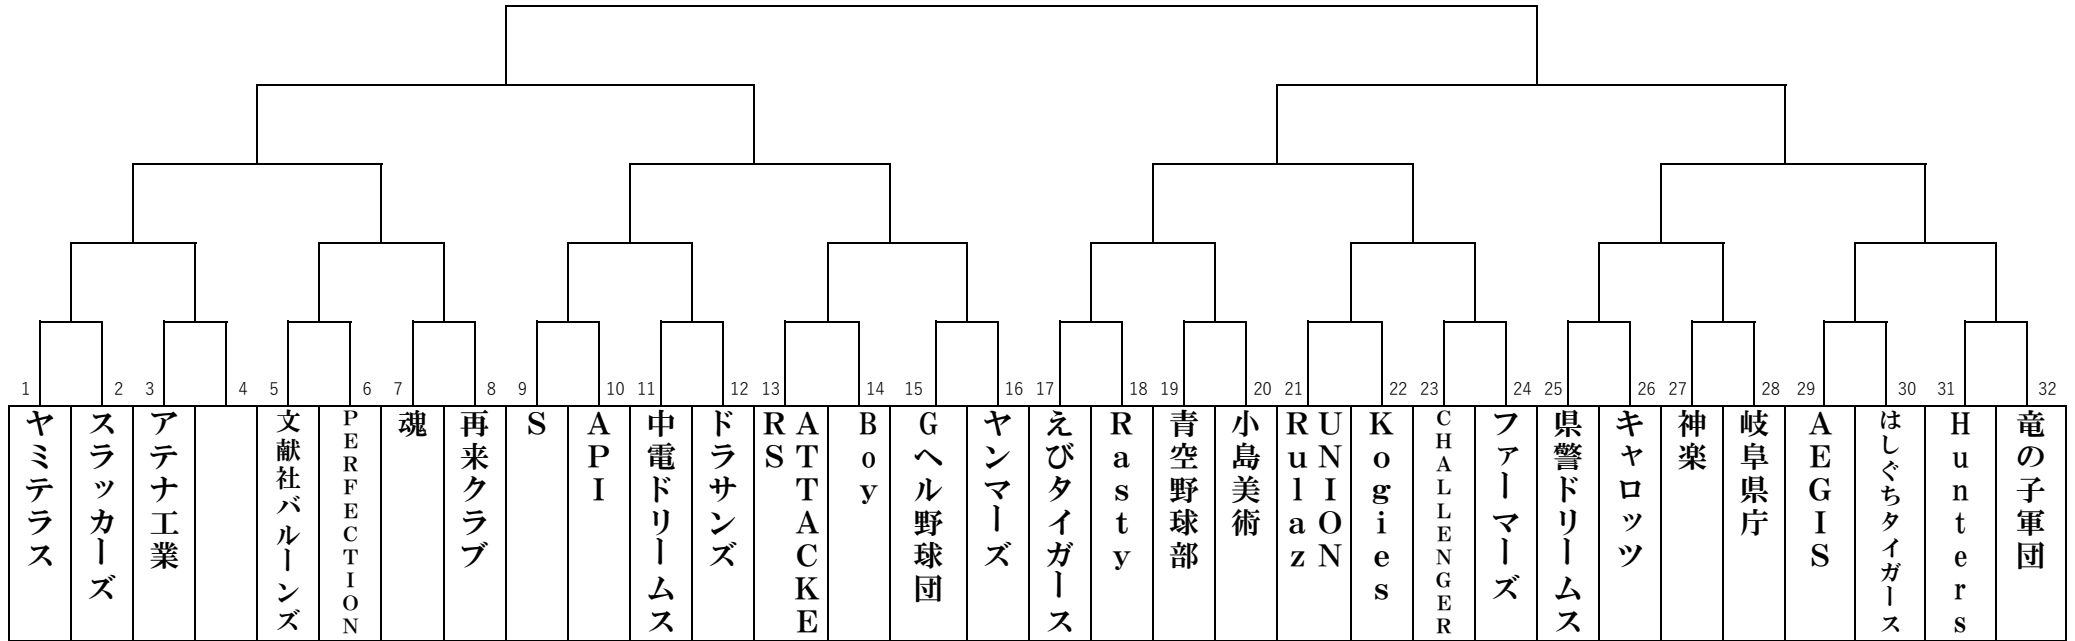 1 2 3 4 5 6 7 8 9 10 11 12 13 14 15 16 17 18 19 20 21 22 23 24 25 26 27 28 29 30 31 32
ヤミテラス
スラッカーズ
アテナ工業
文献社バルーンズ
PERFECTION
魂
再来クラブ
S
API
中電ドリームス
ドラサンズ
ATTACKE
RS
Boy
Gヘル野球団
ヤンマーズ
えびタイガース
Rasty
青空野球部
小島美術
UNION
Rulaz
Kogies
CHALLENGER
ファーマーズ
県警ドリームス
キャロッツ
神楽
岐阜県庁
AEGIS
はしぐちタイガース
Hunters
竜の子軍団